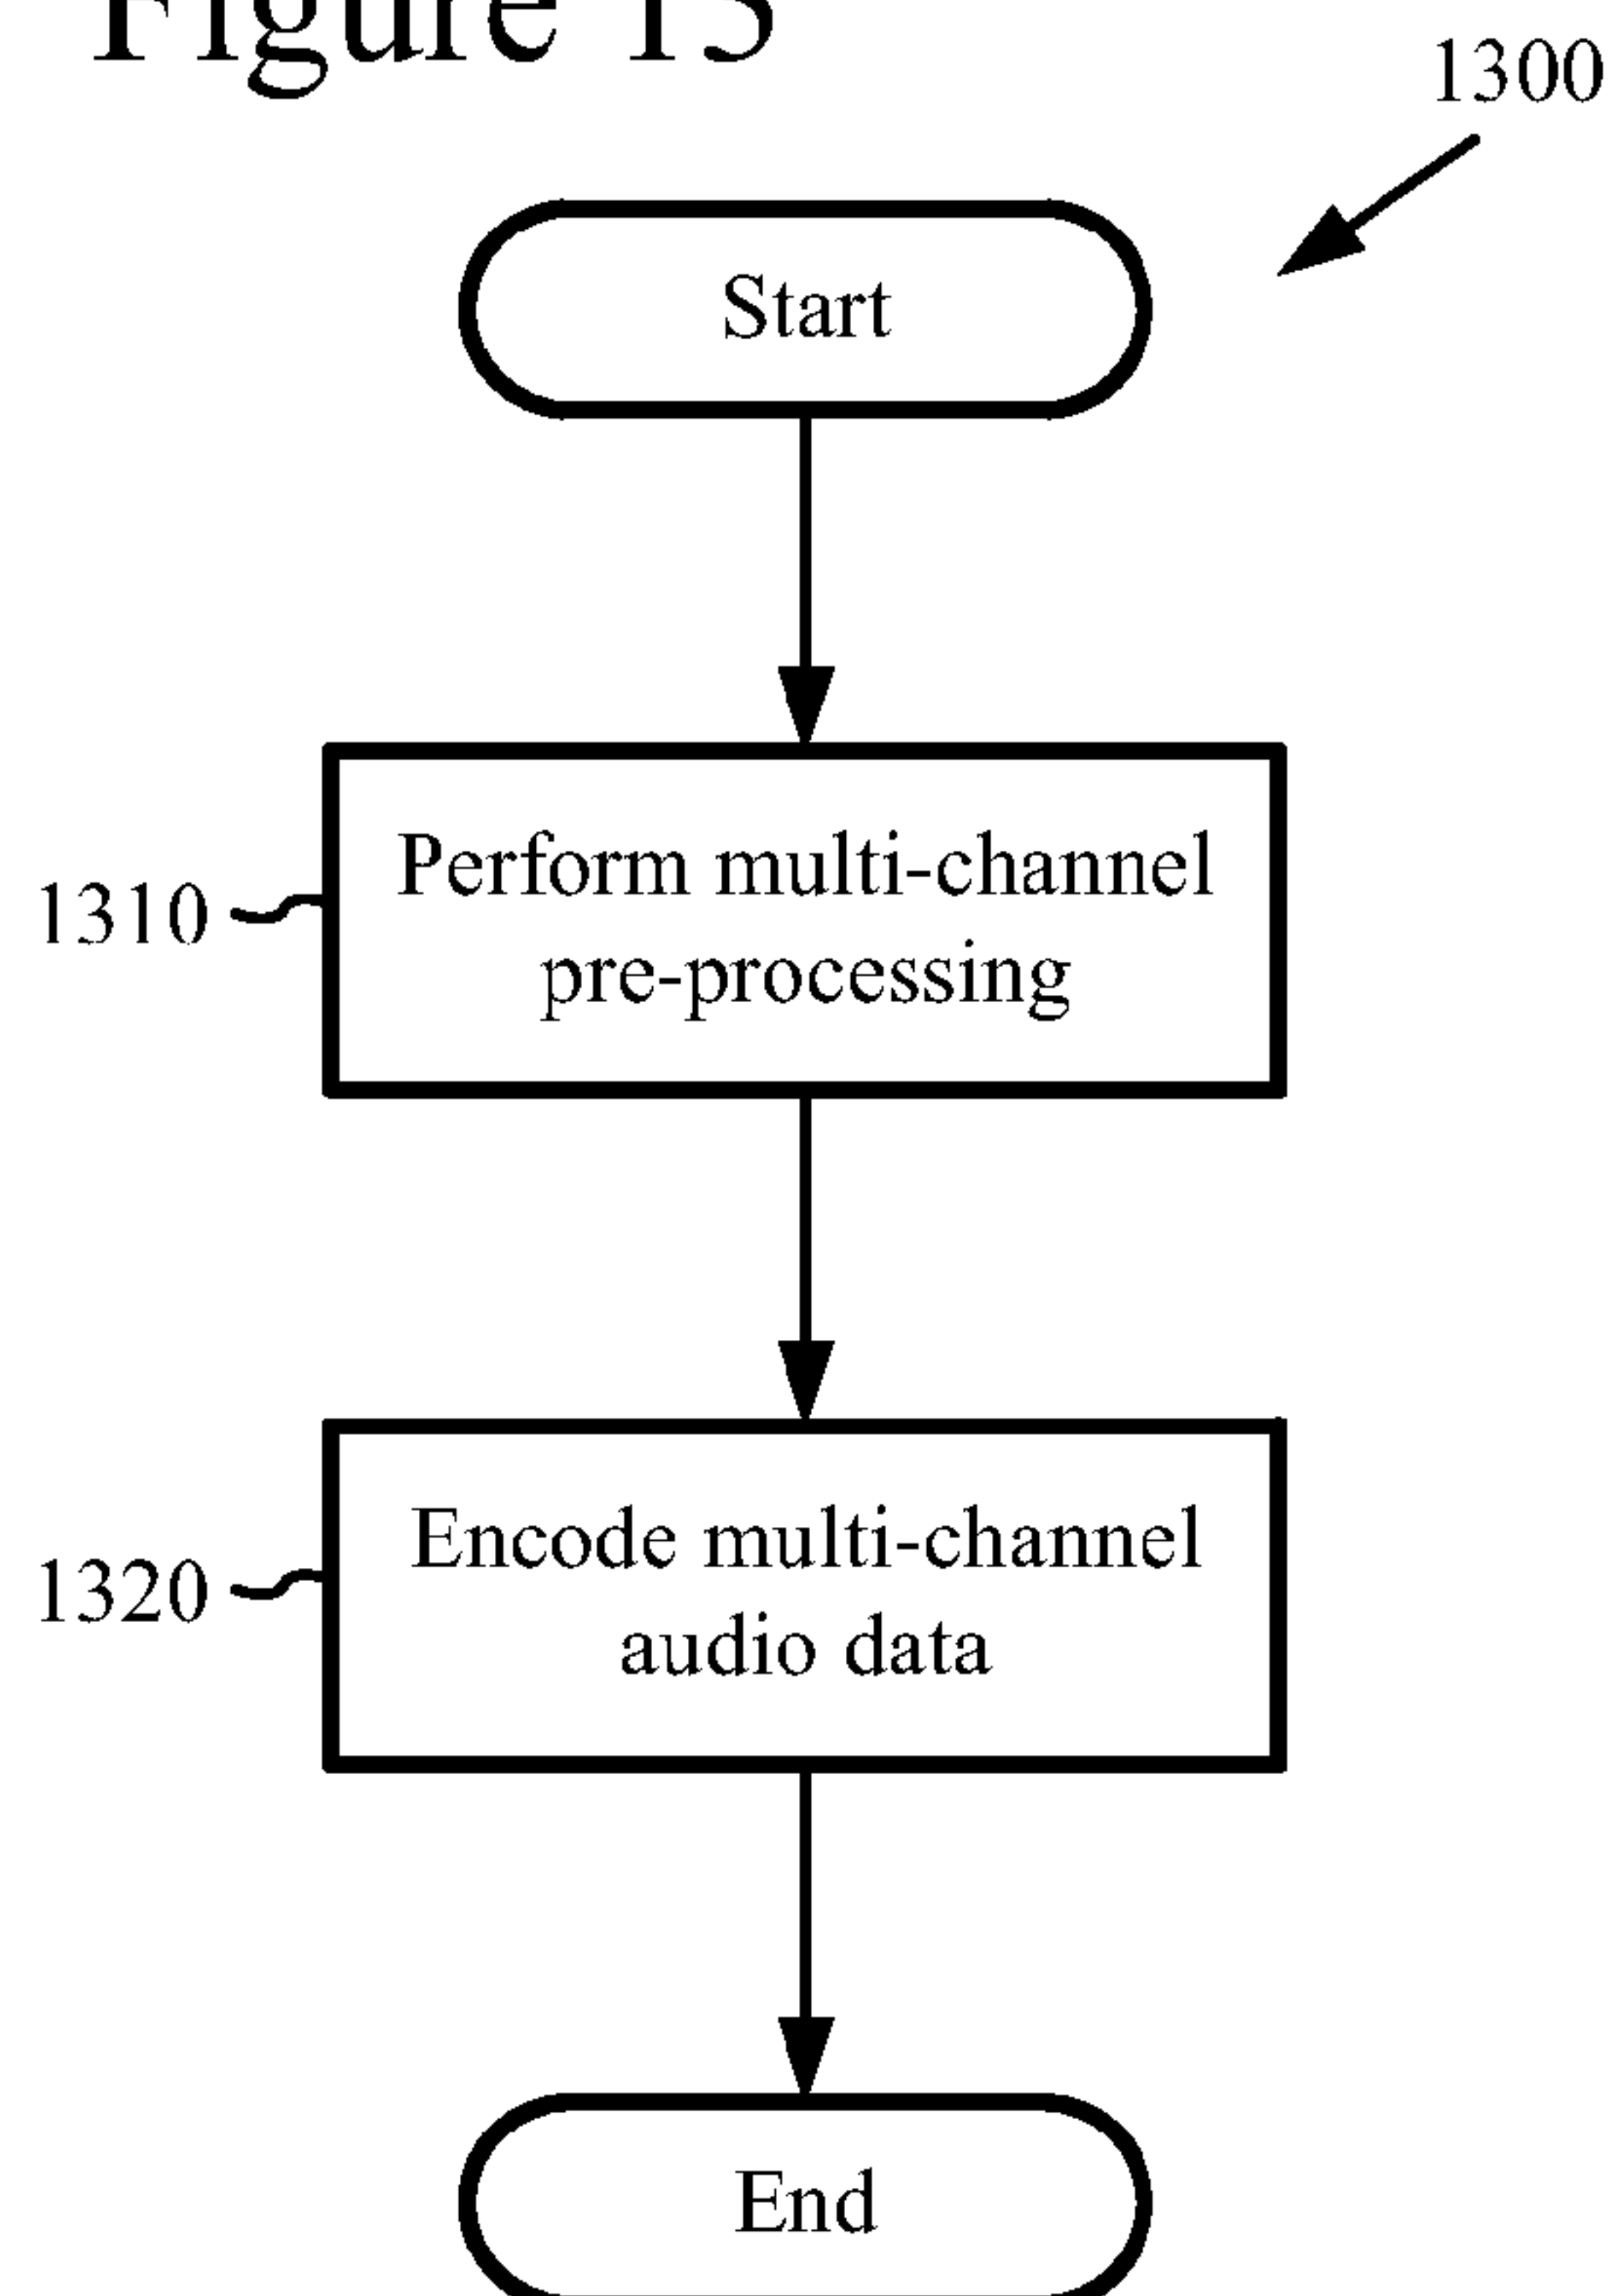 Figure 13
1300
Start
Perform multi-channel
pre-processing
1310
Encode multi-channel
audio data
1320
End